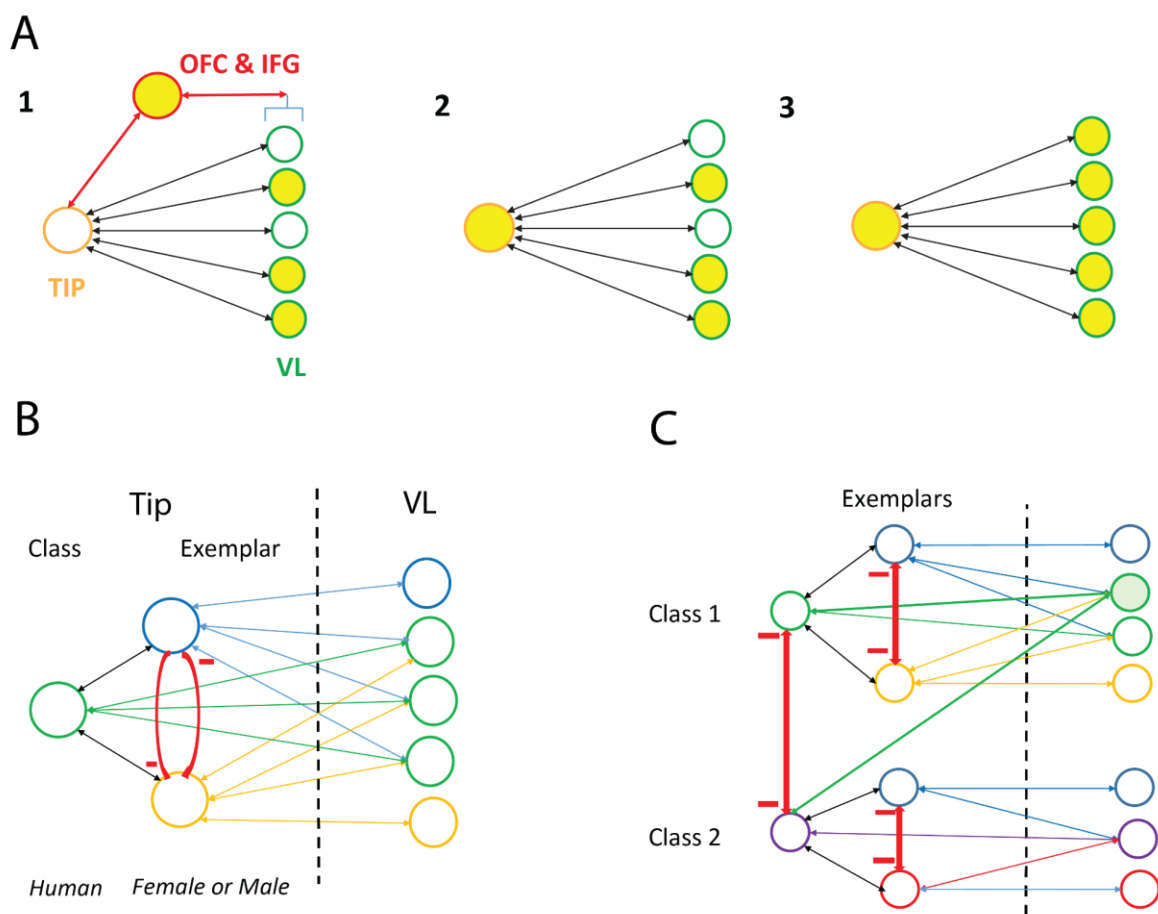 A
OFC & IFG
1
2
3
TIP
VL
B
C
Tip
VL
Exemplars
Class
Exemplar
Class 1
Class 2
Human
Female or Male